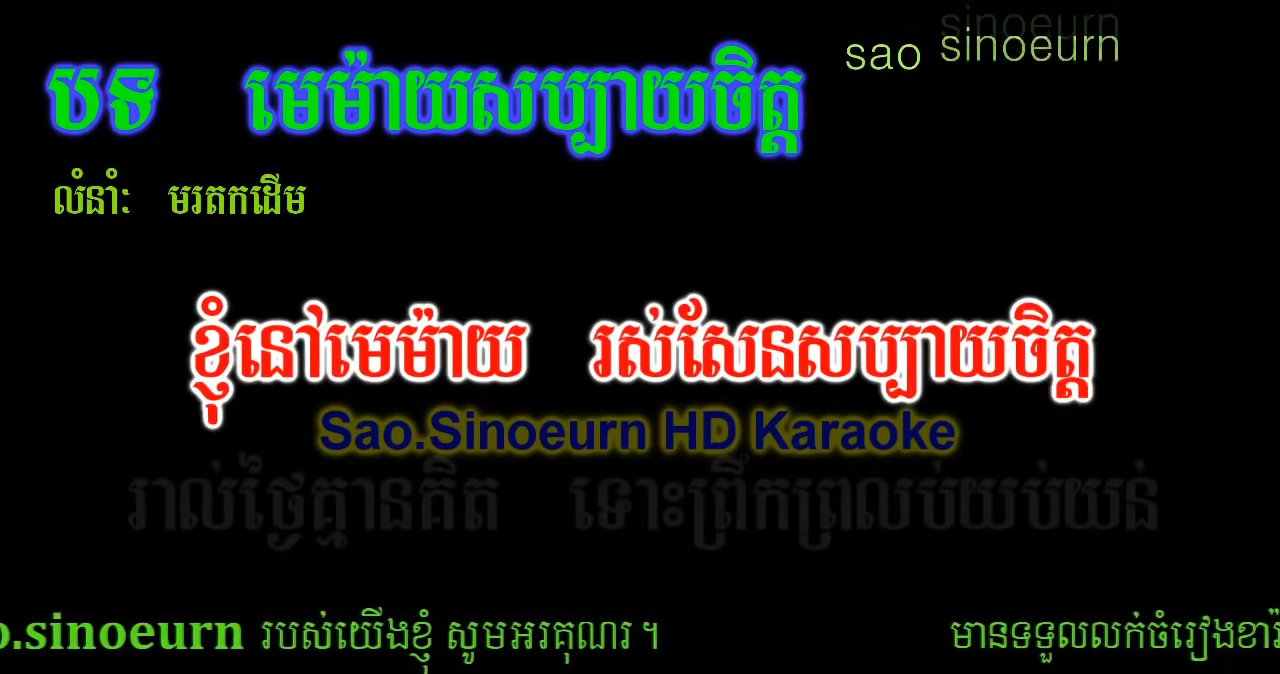 បទ មេម៉ាយសប្បាយចិត្ត
sao sinoeurn
sinoeurn
លំនាំៈ មរតកដើម
ខ្ញុំនៅមេម៉ាយ រស់សែនសប្បាយចិត្ត
Sao.Sinoeurn HD Karaoke
រាល់ថ្ងៃគ្មានគិត ទោះព្រឹកព្រលប់យប់យន់
o.sinoeurn របស់យើងខ្ញុំ សូមអរគុណរ ។ មានទទួលលក់ចំរៀងខារ៉